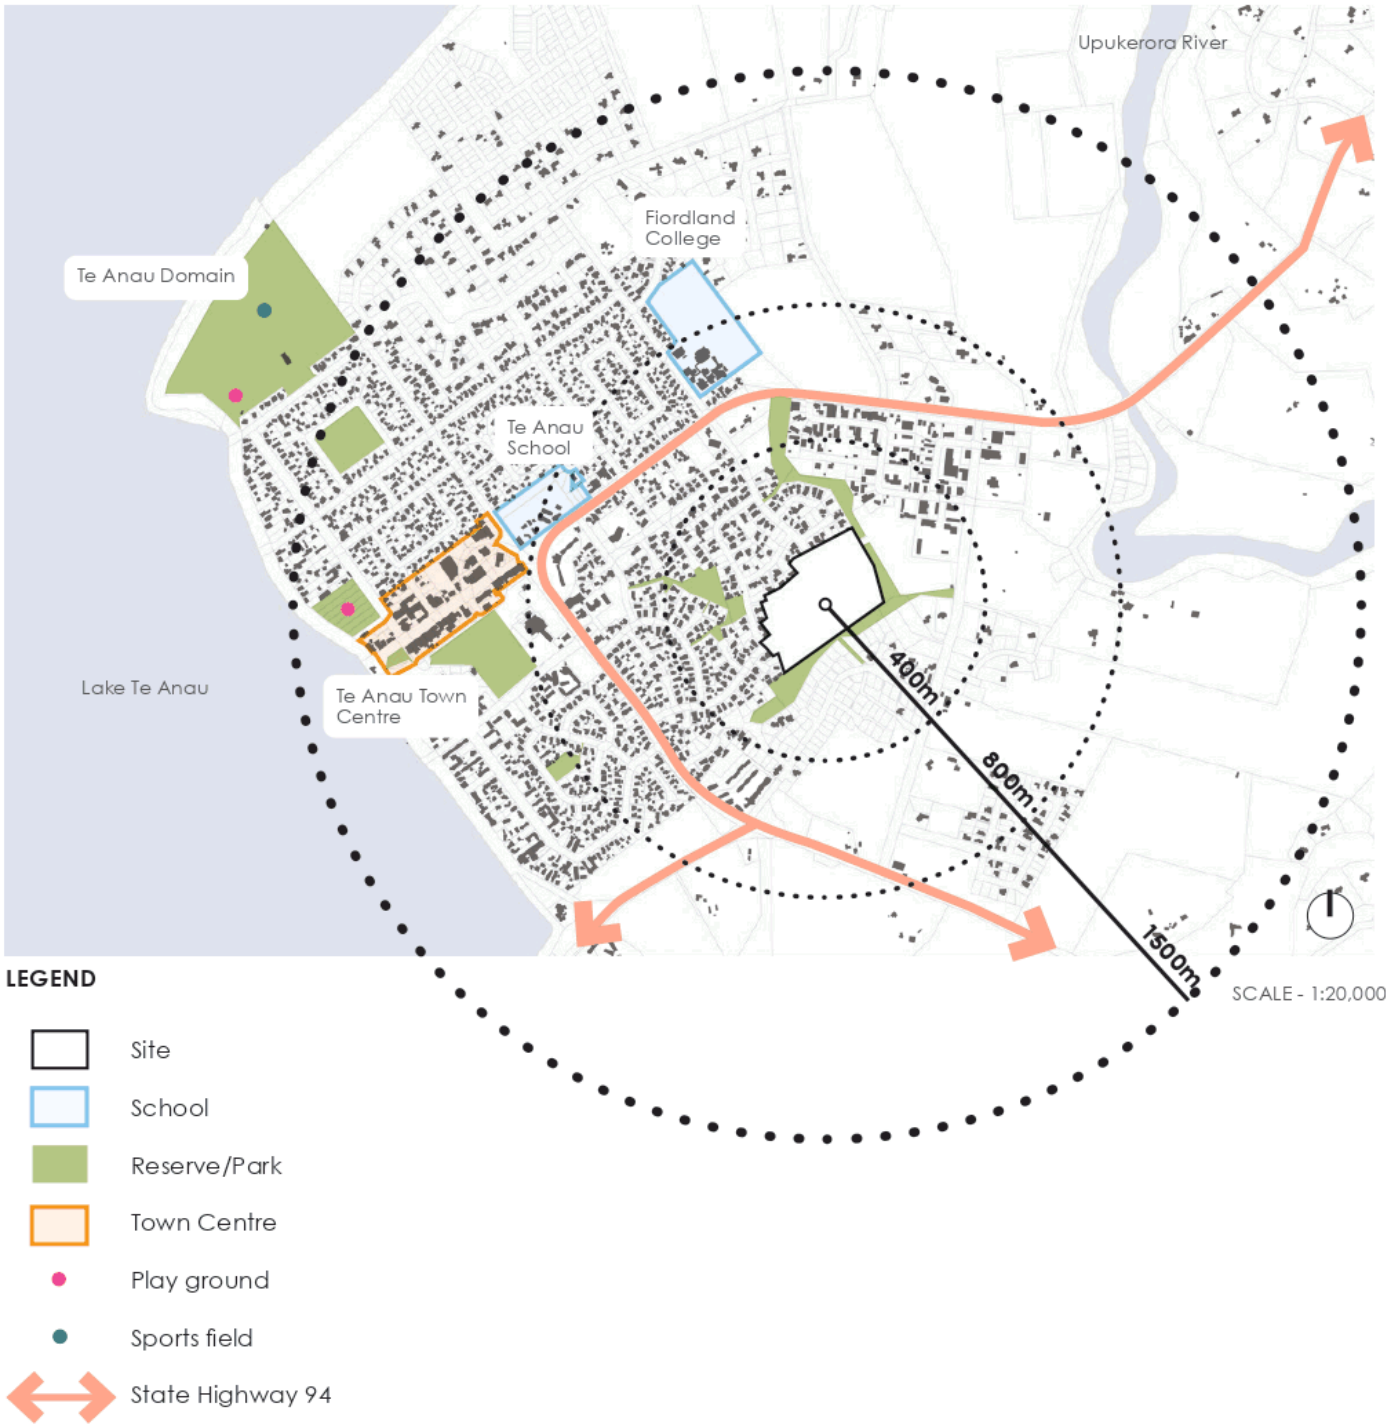 Upukerora River
Fiordland
College
Te Anau Domain
Te Anau
School
Lake Te Anau
Te Anau Town
Centre
400m
800m
1500m
SCALE - 1:20,000
LEGEND
Site
School
Reserve/Park
Town Centre
Play ground
Sports field
State Highway 94